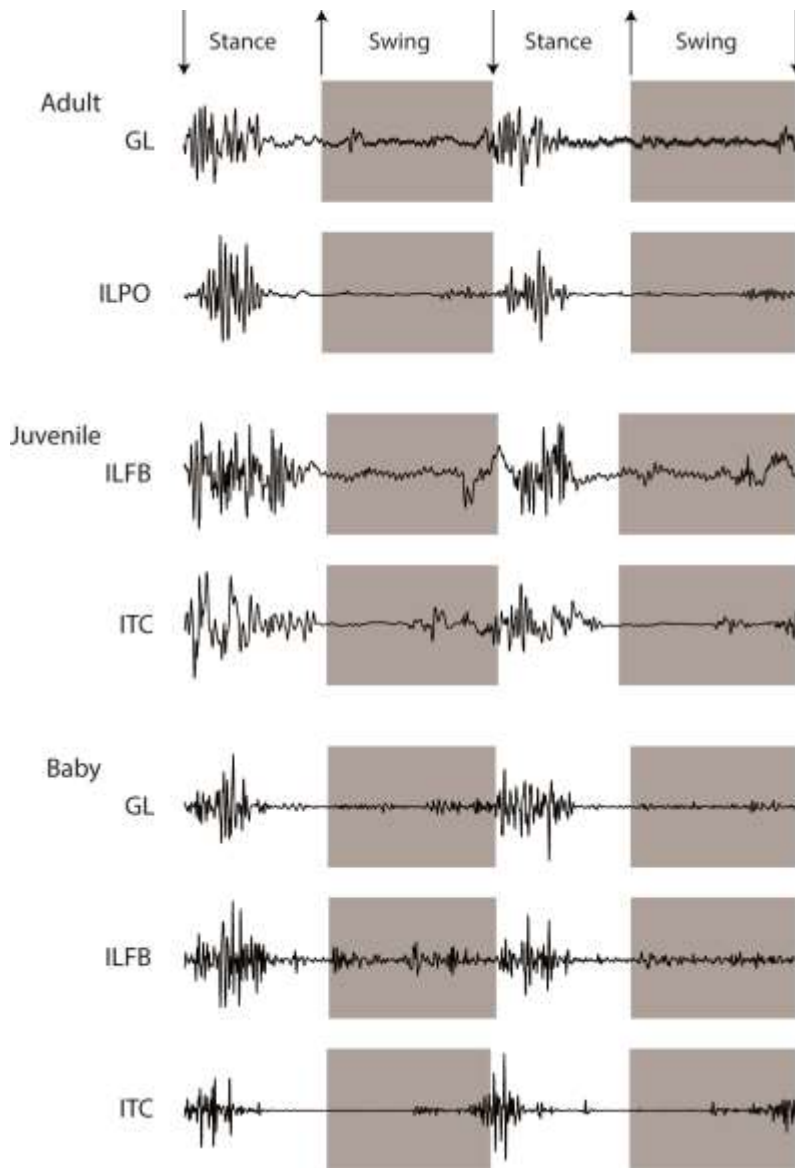 Stance Swing Stance Swing
Adult
GL
ILPO
Juvenile
ILFB
ITC
Baby
GL
ILFB
ITC